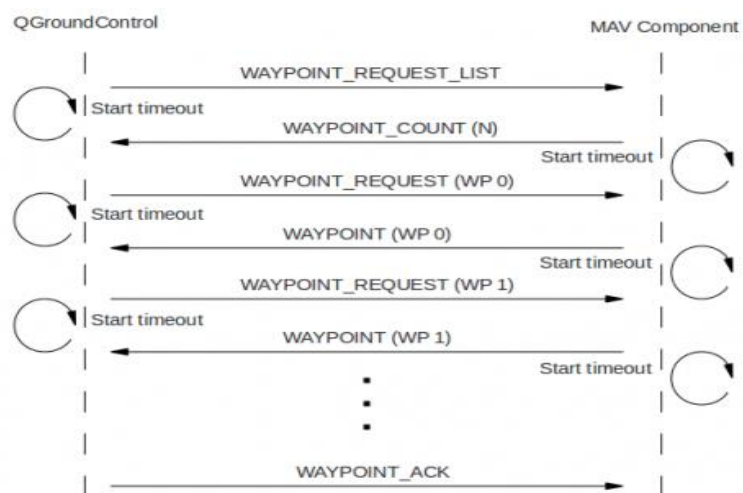 QGroundControl
MAV Component
WAYPOINT_REQUEST_LIST
Start timeout
WAYPOINT_COUNT (N)
Start timeout
WAYPOINT_REQUEST (WP 0)
Start timeout
WAYPOINT (WP 0)
Start timeout
WAYPOINT_REQUEST (WP 1)
Start timeout
WAYPOINT (WP 1)
Start timeout
WAYPOINT_ACK